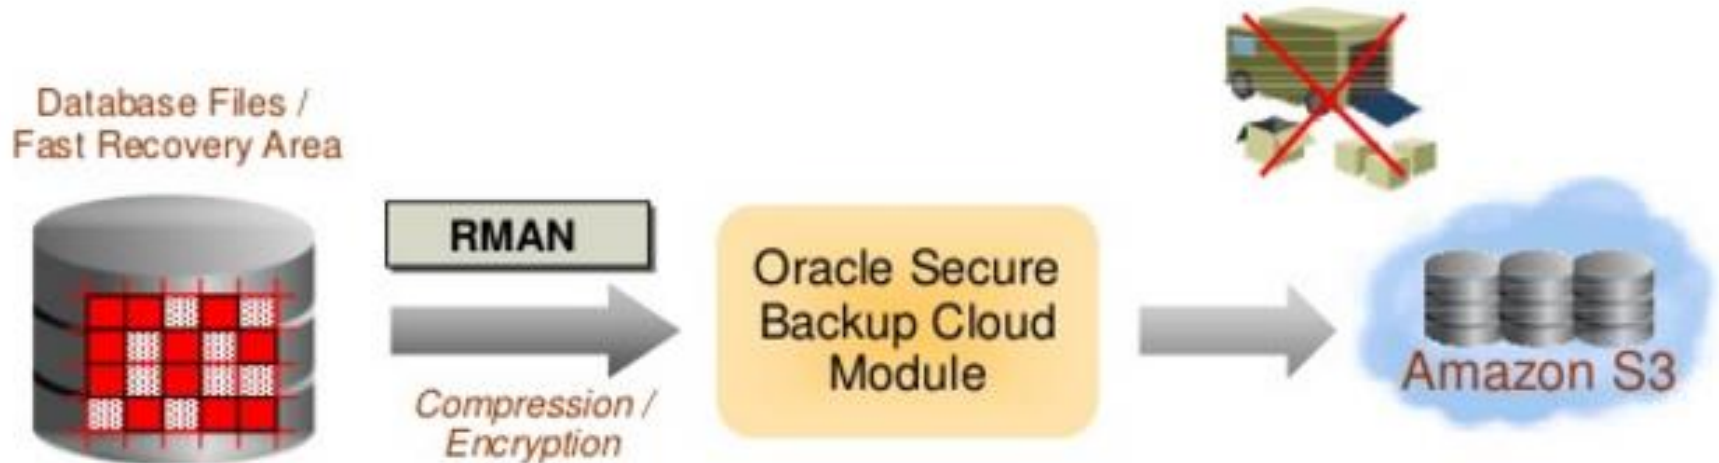 Database Files /
Fast Recovery Area
RMAN
Compression /
Encryption
Oracle Secure
Backup Cloud
Module
Amazon S3